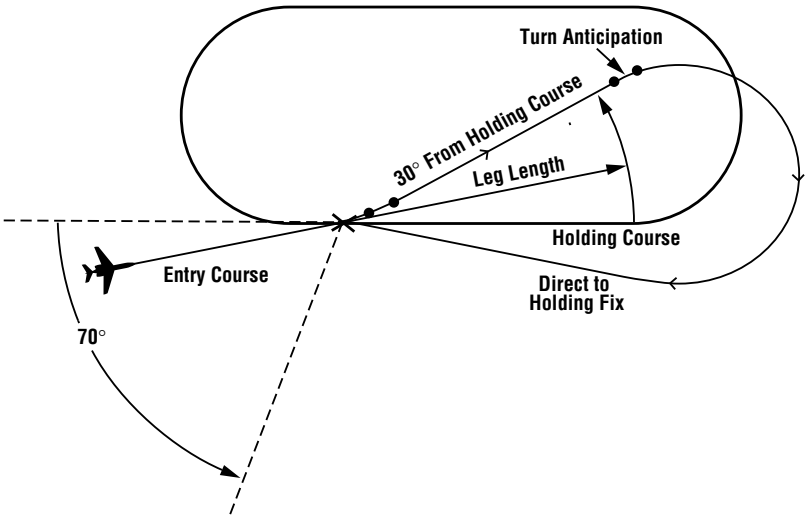 Turn Anticipation
30° From Holding Course
Leg Length
Holding Course
Entry Course
Direct to
Holding Fix
70°